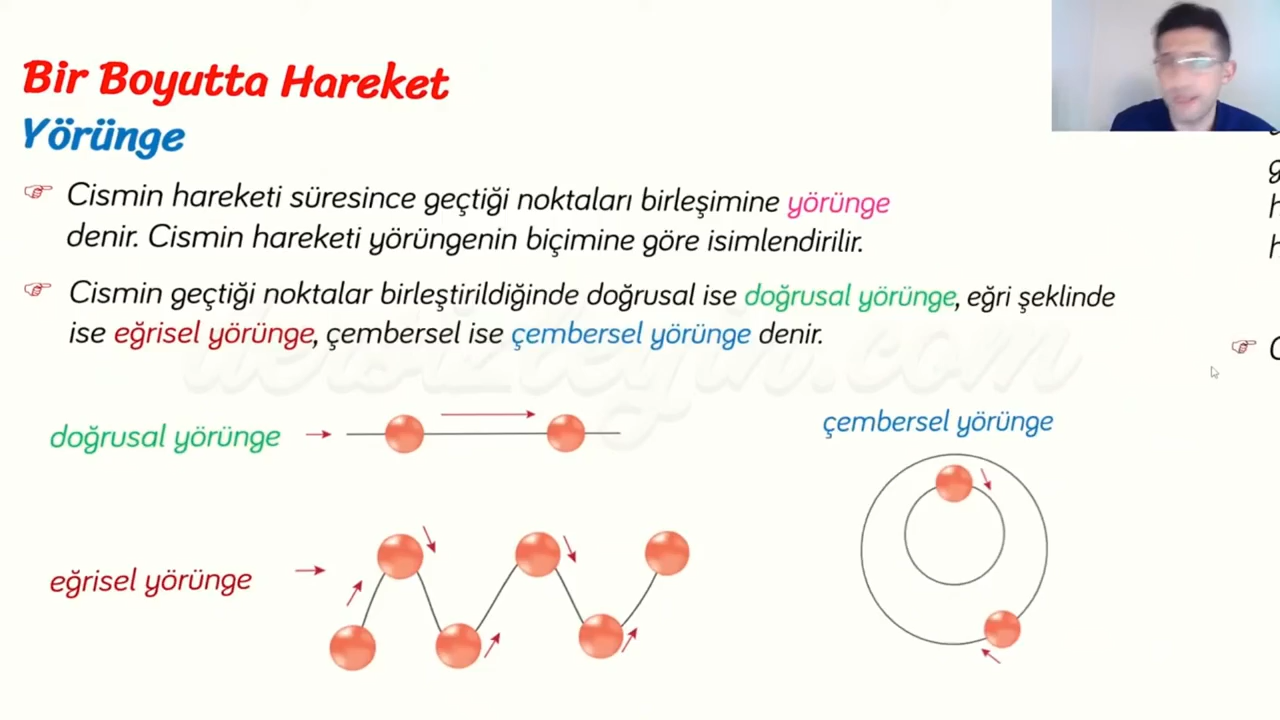 Bir Boyutta Hareket
Yörünge
Cismin hareketi süresince geçtiği noktaları birleşimine yörünge
denir. Cismin hareketi yörüngenin biçimine göre isimlendirilir.
Cismin geçtiği noktalar birleştirildiğinde doğrusal ise doğrusal yörünge, eğri şeklinde
ise eğrisel yörünge, çembersel ise çembersel yörünge denir.
doğrusal yörünge
çembersel yörünge
eğrisel yörünge